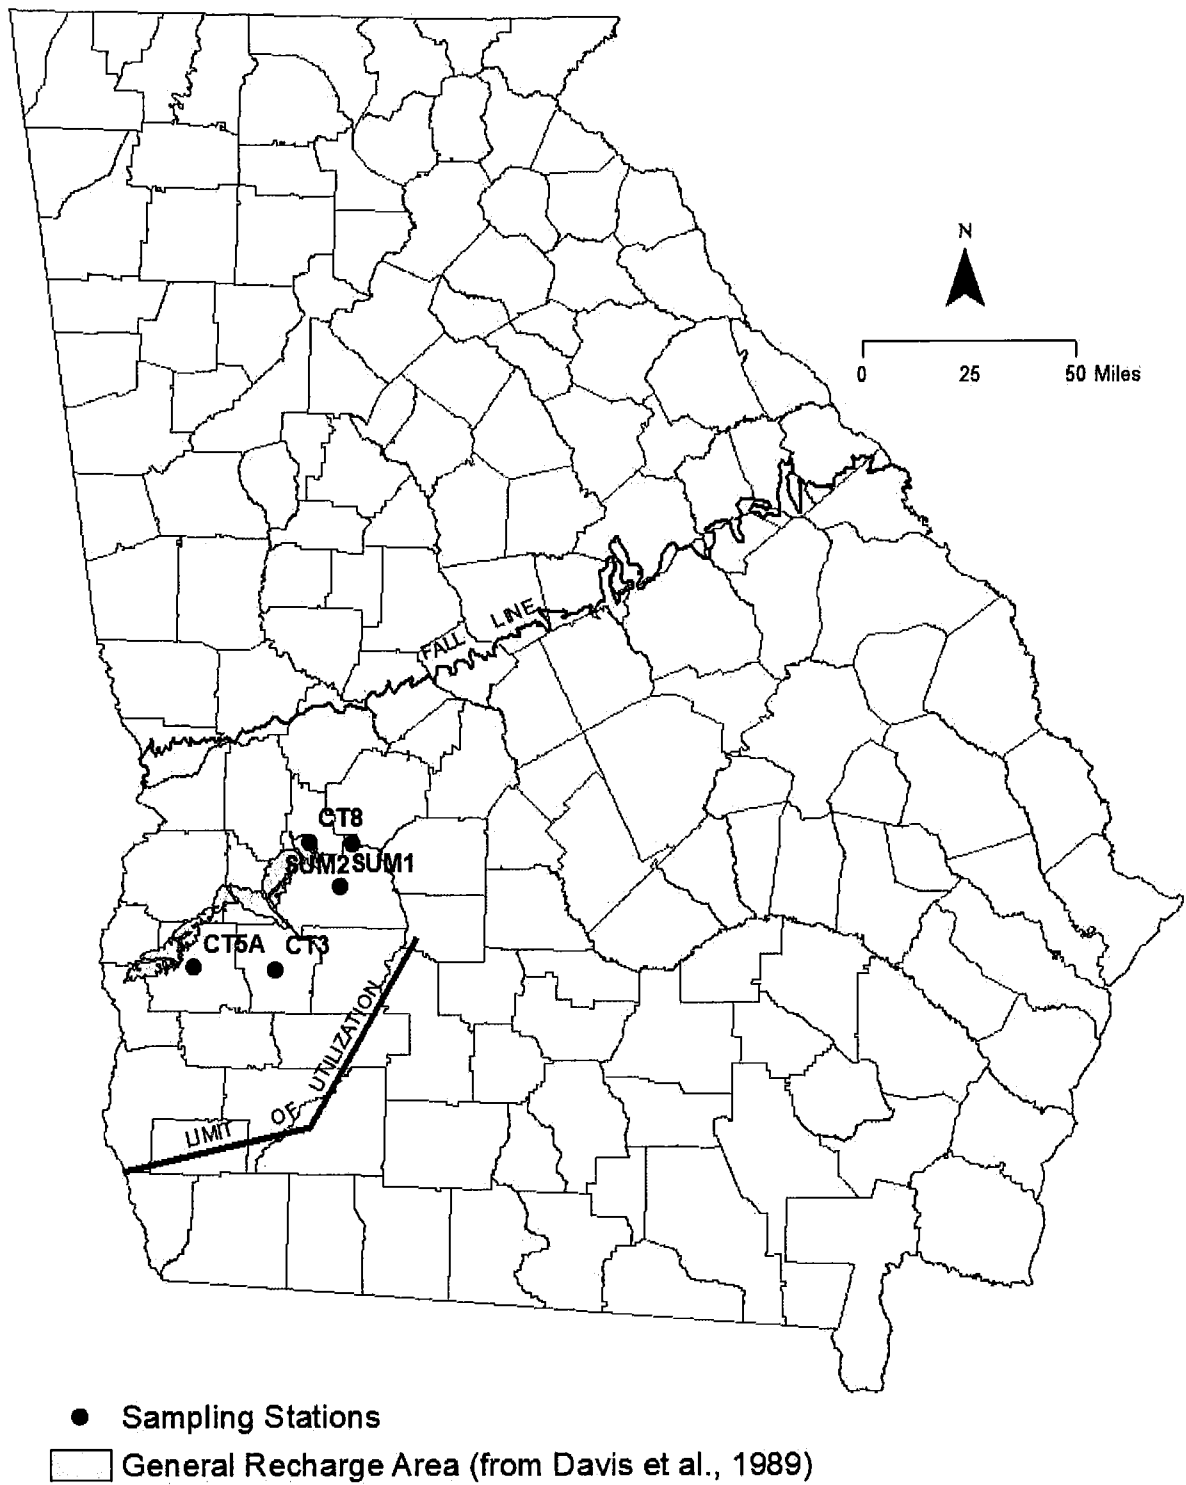 N
0 25 50 Miles
FALL LINE
CT8
SUM2 SUM1
CT5A CT3
LIMIT OF UTILIZATION
Sampling Stations
General Recharge Area (from Davis et al., 1989)